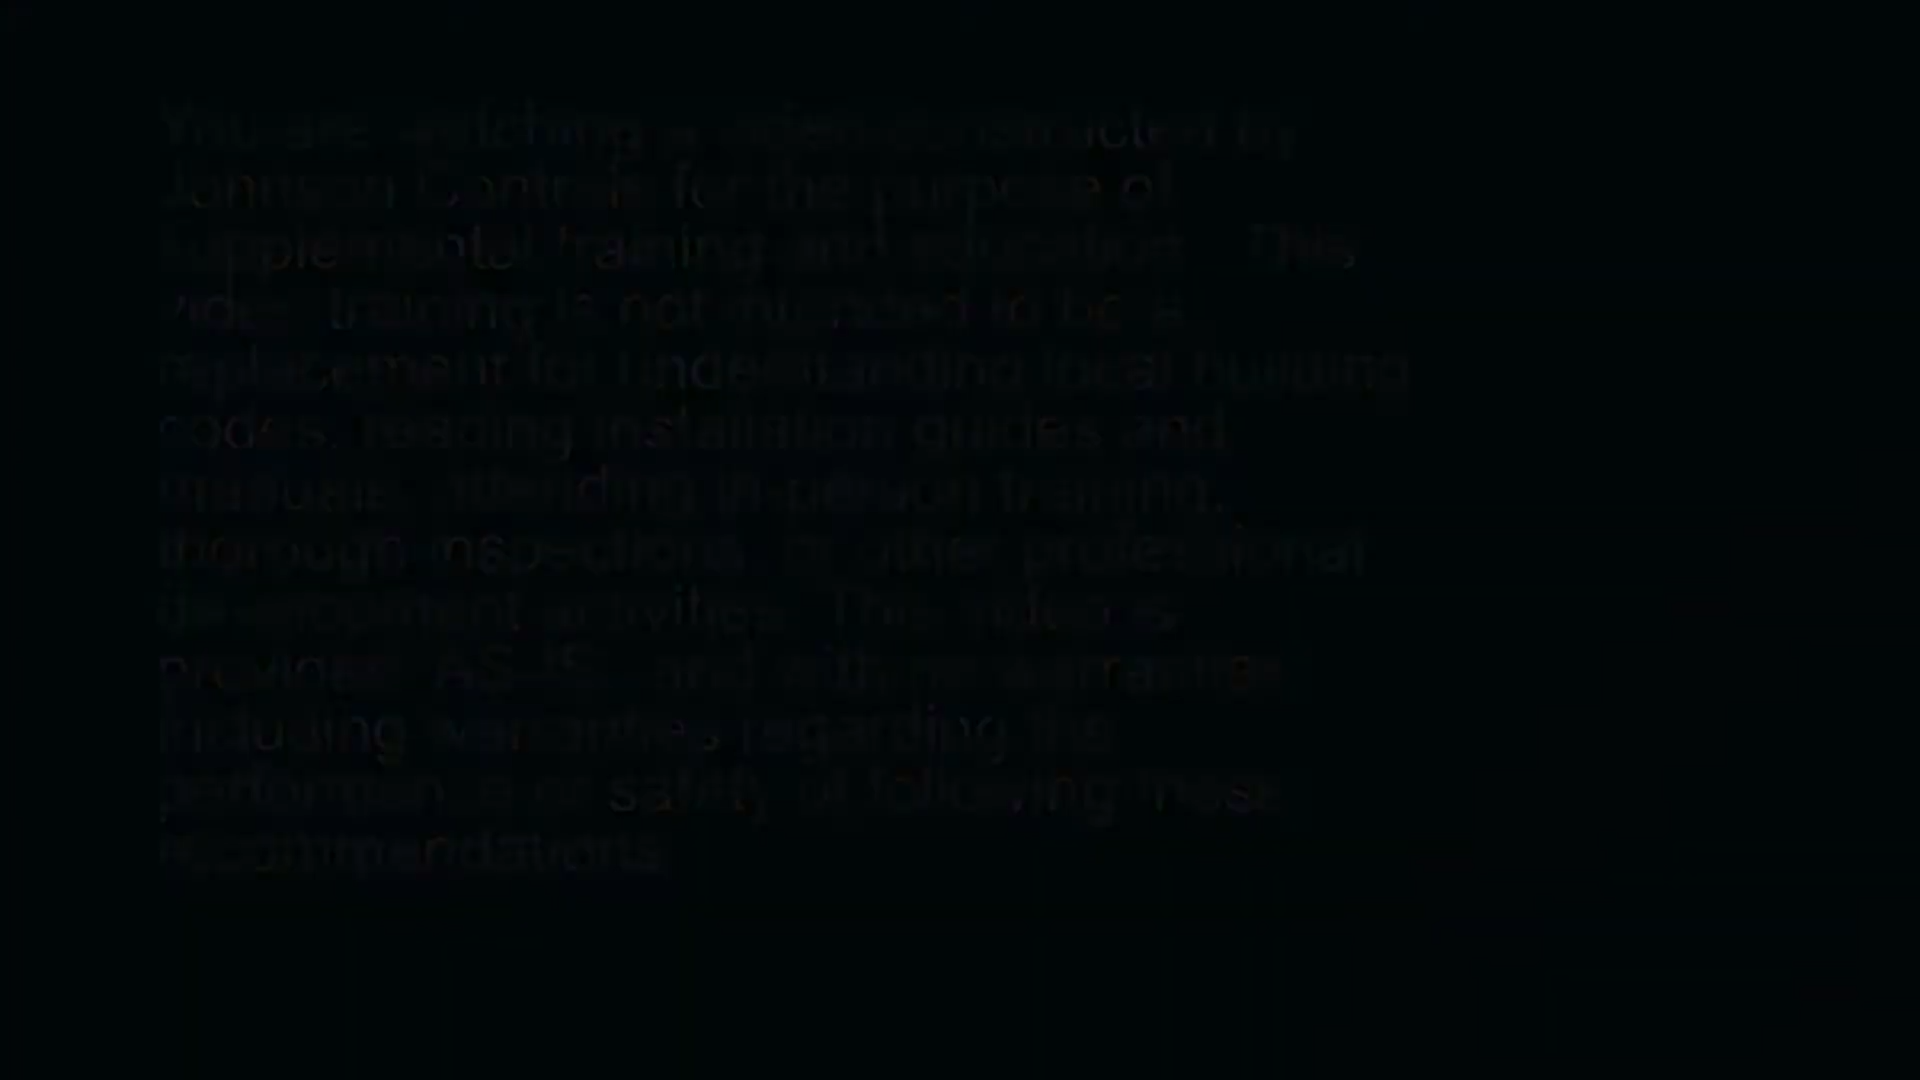 You are watching a video constructed by
Johnson Controls for the purpose of
supplemental training and education. This
video training is not intended to be a
replacement for understanding local building
codes, reading installation guides and
manuals, attending in-person training,
thorough inspections, or other professional
development activities. This video is
provided "AS IS" and with no warranties
including warranties regarding the
performance or safety of following these
recommendations.